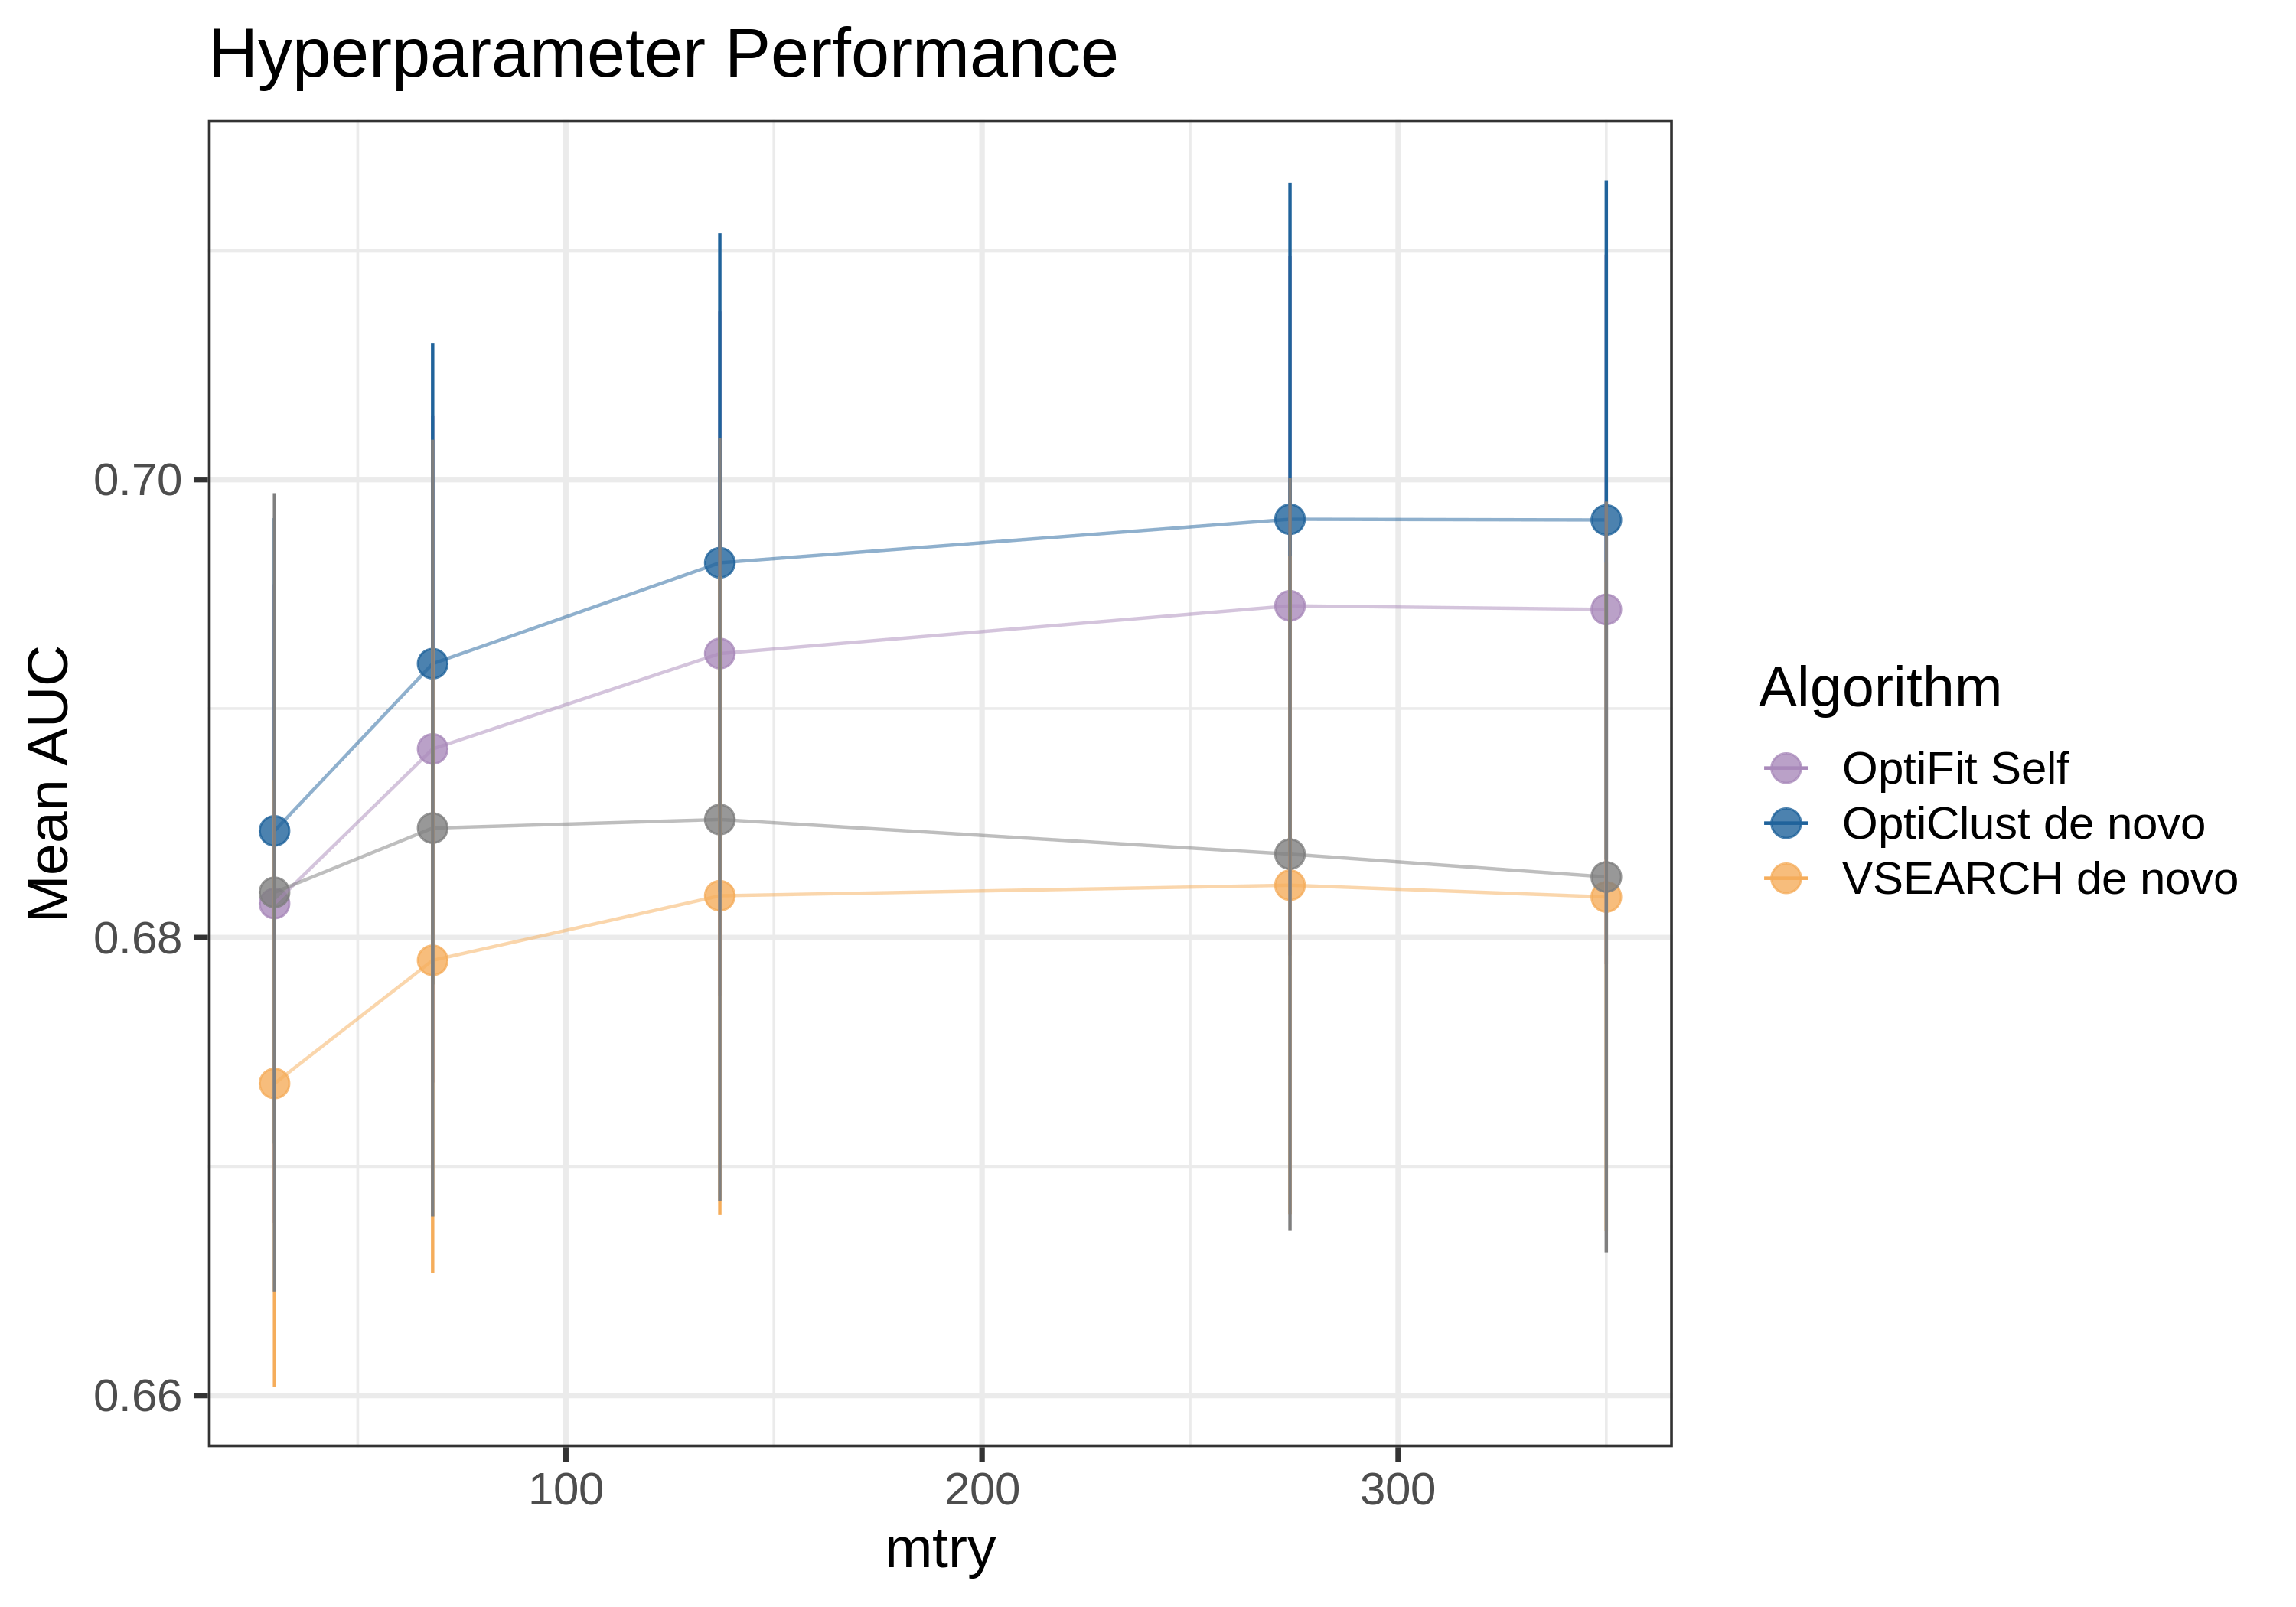 Hyperparameter Performance
Mean AUC
0.70
0.68
0.66
100
200
300
mtry
Algorithm
OptiFit Self
OptiClust de novo
VSEARCH de novo